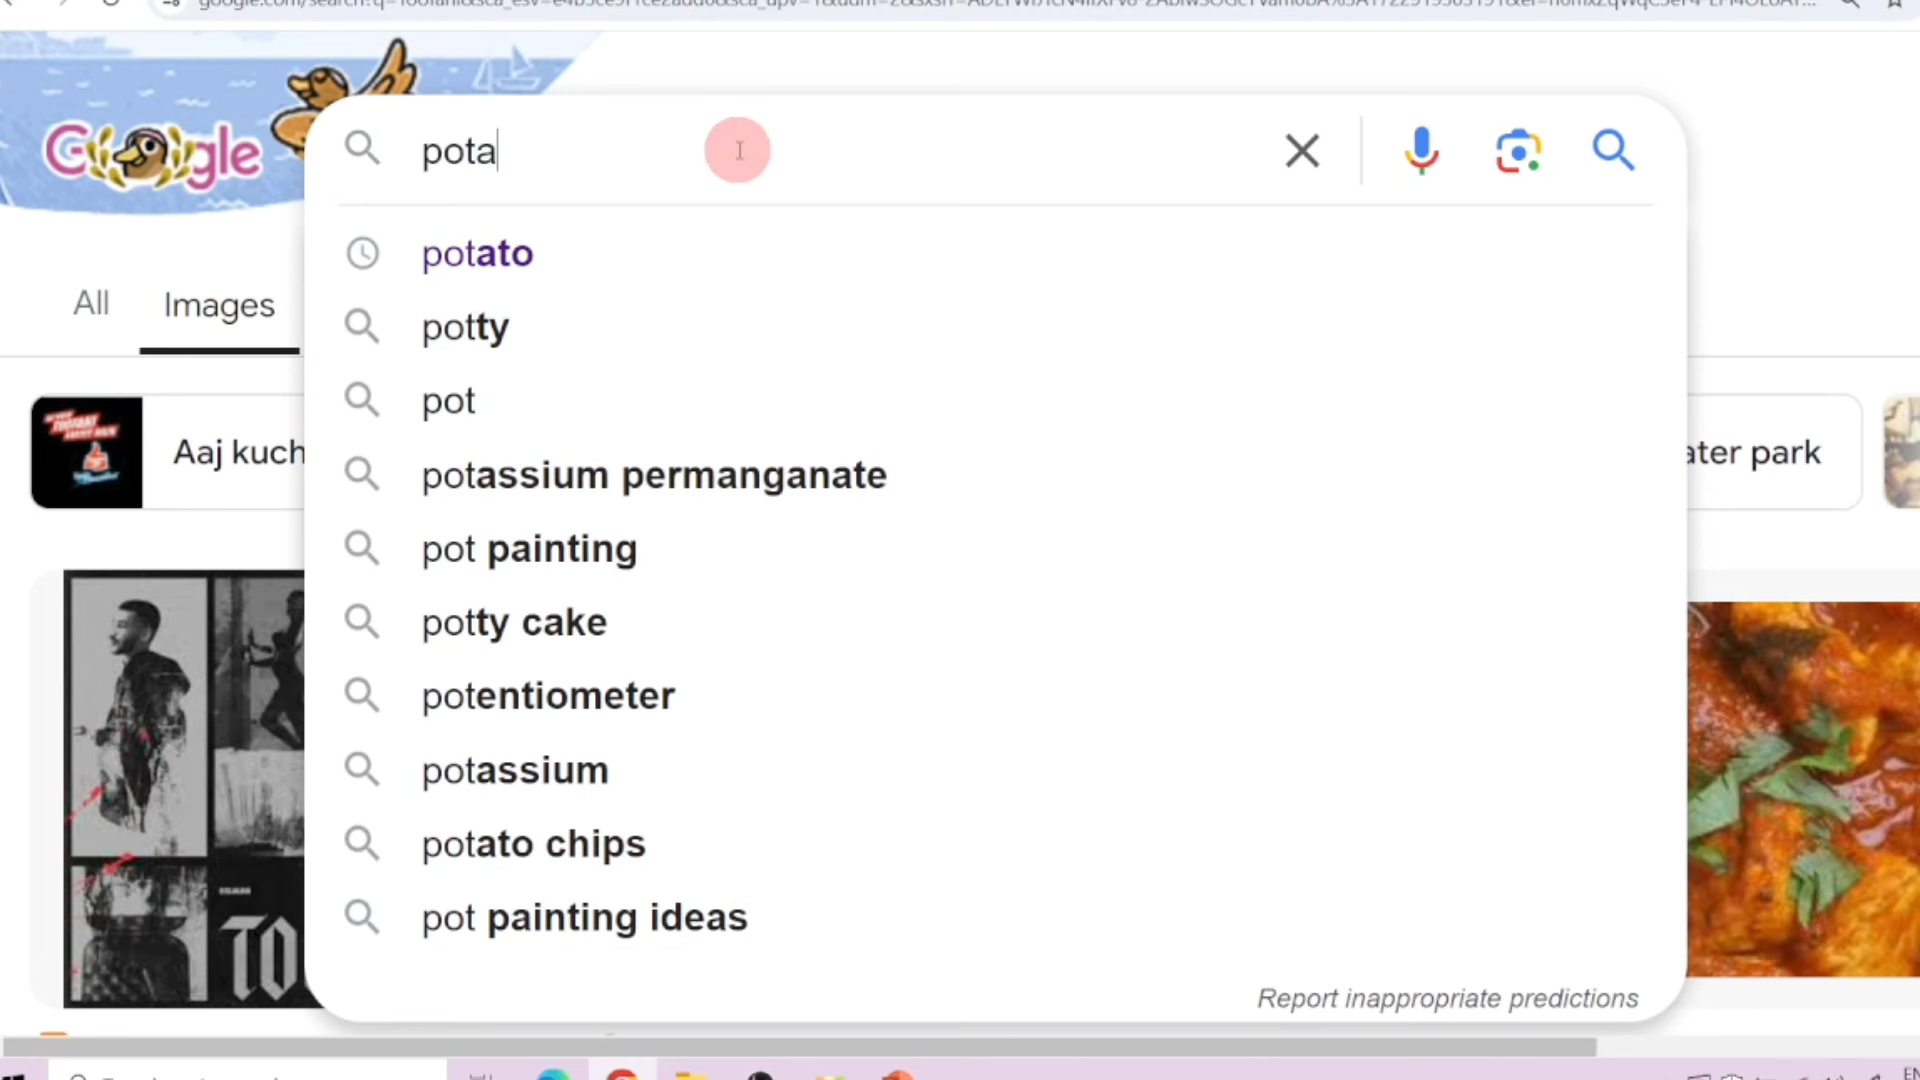 Google
pota
potato
potty
pot
potassium permanganate
pot painting
potty cake
potentiometer
potassium
potato chips
pot painting ideas
Report inappropriate predictions
All
Images
Aaj kuch
ater park
TO